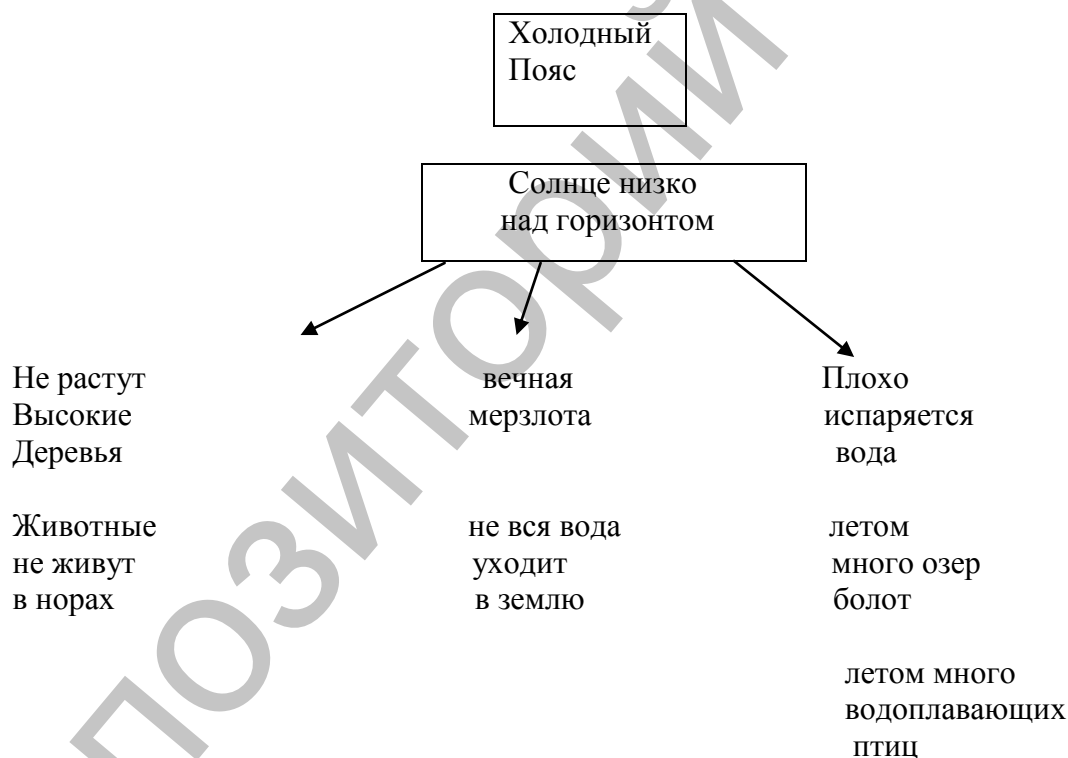 Холодный
Пояс
Солнце низко
над горизонтом
Не растут
Высокие
Деревья
вечная
мерзлота
Плохо
испаряется
вода
Животные
не живут
в норах
не вся вода
уходит
в землю
летом
много озер
болот
летом много
водоплавающих
птиц
позиторий